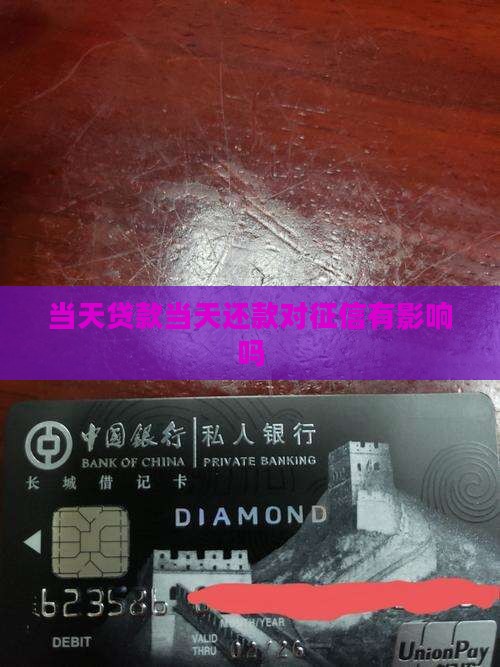 当天贷款当天还款对征信有影响
吗
中国银行 | 私人银行
BANK OF CHINA | PRIVATE BANKING
长城借记卡
DIAMOND
DEBIT
MONTH/YEAR
VALID
THRU
UnionPay